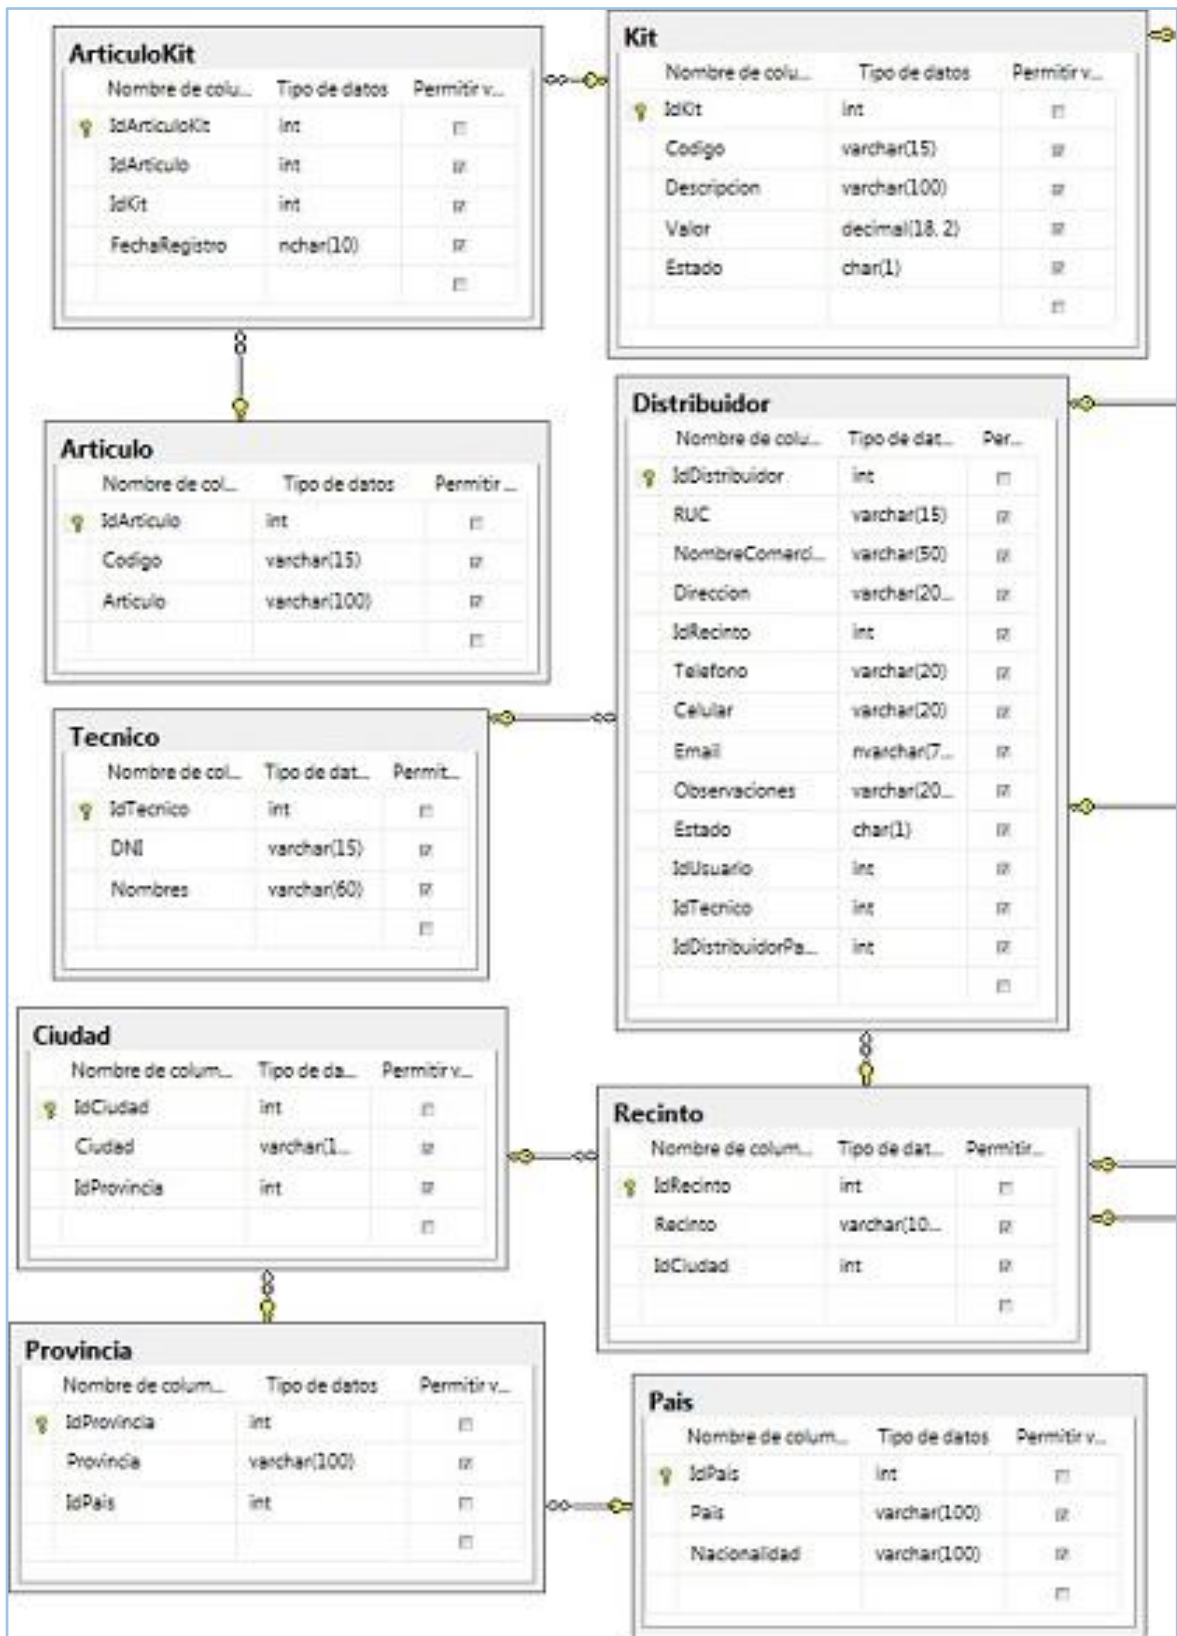 ArticuloKit
Nombre de colu... Tipo de datos Permitir v...
IdArticuloKit int
IdArticulo int
IdKit int
FechaRegistro nchar(10)
Kit
Nombre de colu... Tipo de datos Permitir v...
IdKit int
Codigo varchar(15)
Descripcion varchar(100)
Valor decimal(18, 2)
Estado char(1)
Articulo
Nombre de col... Tipo de datos Permitir ...
IdArticulo int
Codigo varchar(15)
Articulo varchar(100)
Distribuidor
Nombre de colu... Tipo de dat... Per...
IdDistribuidor int
RUC varchar(15)
NombreComerci... varchar(50)
Direccion varchar(20...
IdRecinto int
Telefono varchar(20)
Celular varchar(20)
Email nvarchar(7...
Observaciones varchar(20...
Estado char(1)
IdUsuario int
IdTecnico int
IdDistribuidorPa... int
Tecnico
Nombre de col... Tipo de dat... Permit...
IdTecnico int
DNI varchar(15)
Nombres varchar(60)
Ciudad
Nombre de colum... Tipo de da... Permitir v...
IdCiudad int
Ciudad varchar(1...
IdProvincia int
Recinto
Nombre de colum... Tipo de dat... Permitir...
IdRecinto int
Recinto varchar(10...
IdCiudad int
Provincia
Nombre de colum... Tipo de datos Permitir v...
IdProvincia int
Provincia varchar(100)
IdPais int
Pais
Nombre de colum... Tipo de datos Permitir v...
IdPais int
Pais varchar(100)
Nacionalidad varchar(100)